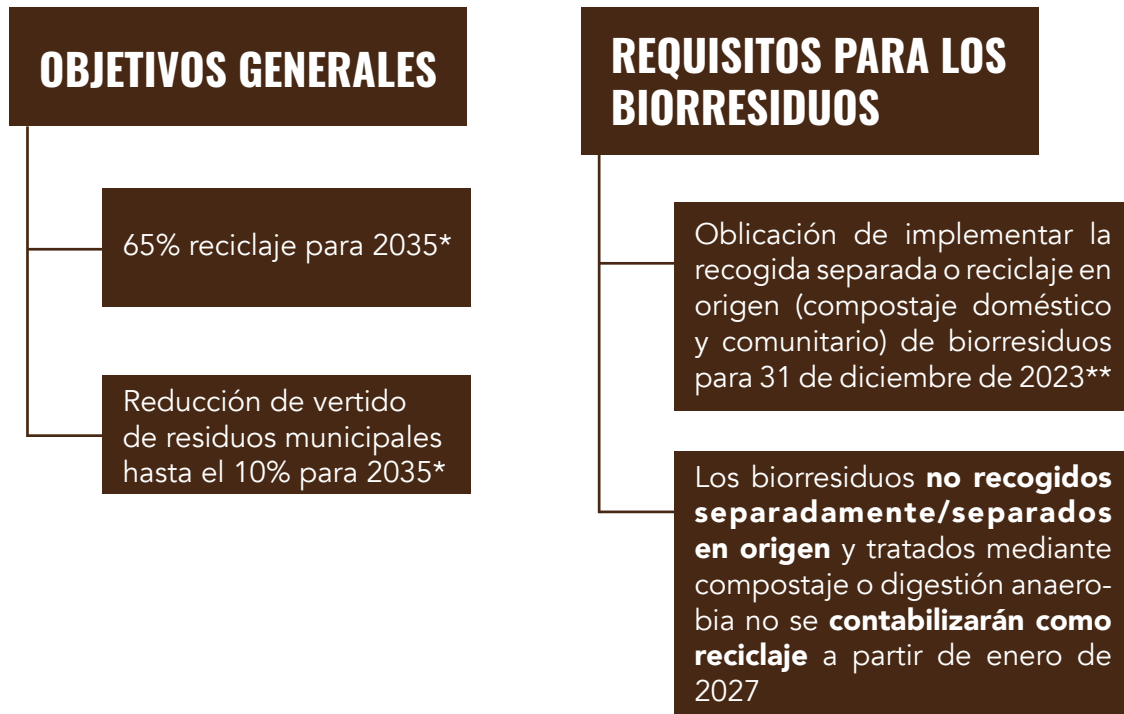 OBJETIVOS GENERALES
65% reciclaje para 2035*
Reducción de vertido
de residuos municipales
hasta el 10% para 2035*
REQUISITOS PARA LOS
BIORRESIDUOS
Oblicación de implementar la
recogida separada o reciclaje en
origen (compostaje doméstico
y comunitario) de biorresiduos
para 31 de diciembre de 2023**
Los biorresiduos no recogidos
separadamente/separados
en origen y tratados mediante
compostaje o digestión anaero-
bia no se contabilizarán como
reciclaje a partir de enero de
2027